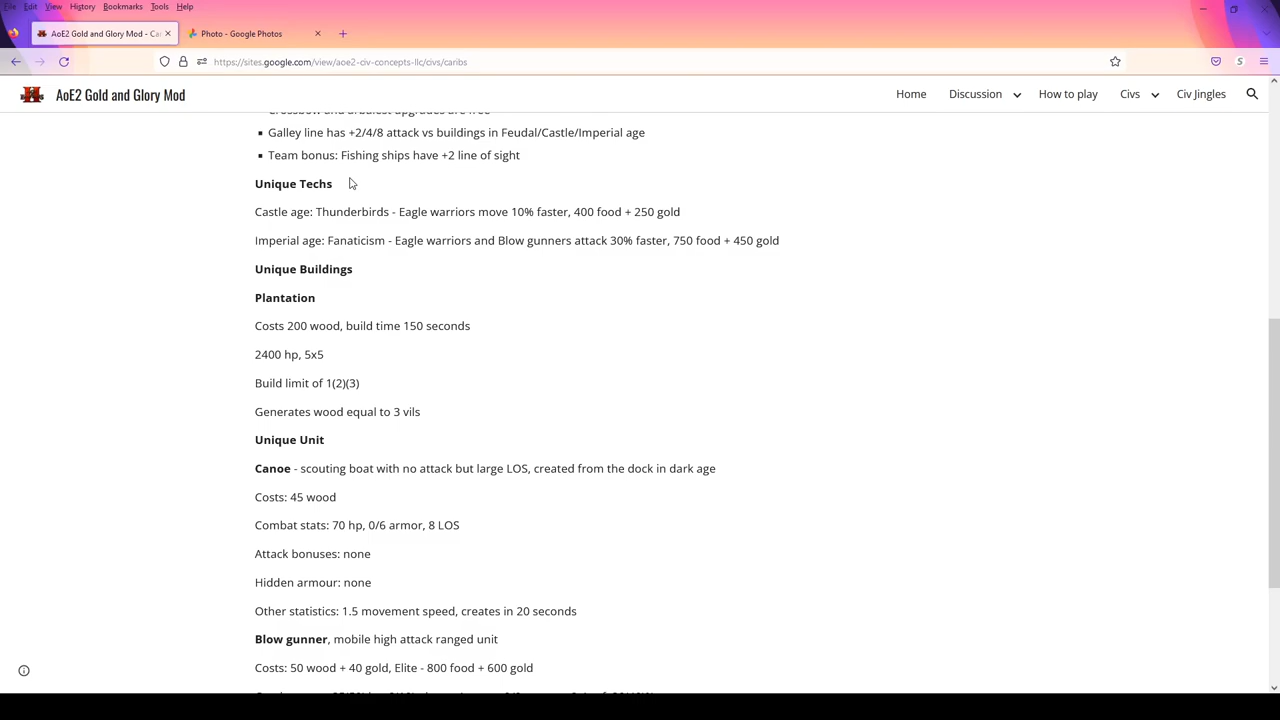 File Edit View History Bookmarks Tools Help
AoE2 Gold and Glory Mod - Ca
Photo - Google Photos
https://sites.google.com/view/aoe2-civ-concepts-llc/civs/caribs
AoE2 Gold and Glory Mod
Home Discussion How to play Civs Civ Jingles
Crossbow and arbalest upgrades are free
▪ Galley line has +2/4/8 attack vs buildings in Feudal/Castle/Imperial age
▪ Team bonus: Fishing ships have +2 line of sight
Unique Techs
Castle age: Thunderbirds - Eagle warriors move 10% faster, 400 food + 250 gold
Imperial age: Fanaticism - Eagle warriors and Blow gunners attack 30% faster, 750 food + 450 gold
Unique Buildings
Plantation
Costs 200 wood, build time 150 seconds
2400 hp, 5x5
Build limit of 1(2)(3)
Generates wood equal to 3 vils
Unique Unit
Canoe - scouting boat with no attack but large LOS, created from the dock in dark age
Costs: 45 wood
Combat stats: 70 hp, 0/6 armor, 8 LOS
Attack bonuses: none
Hidden armour: none
Other statistics: 1.5 movement speed, creates in 20 seconds
Blow gunner, mobile high attack ranged unit
Costs: 50 wood + 40 gold, Elite - 800 food + 600 gold